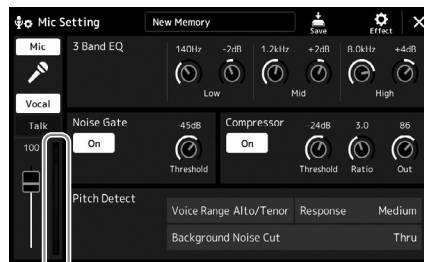 Mic Setting
New Memory
Save
Effect
Mic
Vocal
Talk
100
3 Band EQ
140Hz -2dB 1.2kHz +2dB 8.0kHz +4dB
Low Mid High
Noise Gate
On
-45dB
Threshold
Compressor
On
-24dB 3.0 86
Threshold Ratio Out
Pitch Detect
Voice Range Alto/Tenor Response Medium
Background Noise Cut Thru